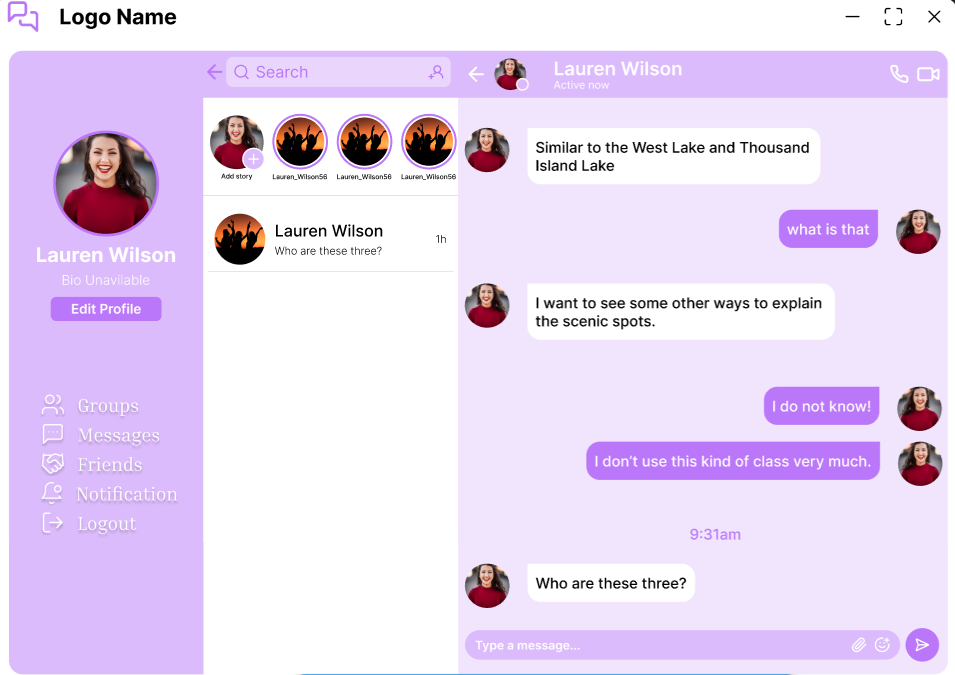 Logo Name
Lauren Wilson
Bio Unavilable
Edit Profile
Groups
Messages
Friends
Notification
Logout
Search
Add story
Lauren_Wilson56
Lauren_Wilson56
Lauren_Wilson56
Lauren Wilson
Who are these three?
1h
Lauren Wilson
Active now
Similar to the West Lake and Thousand
Island Lake
what is that
I want to see some other ways to explain
the scenic spots.
I do not know!
I don't use this kind of class very much.
9:31am
Who are these three?
Type a message...